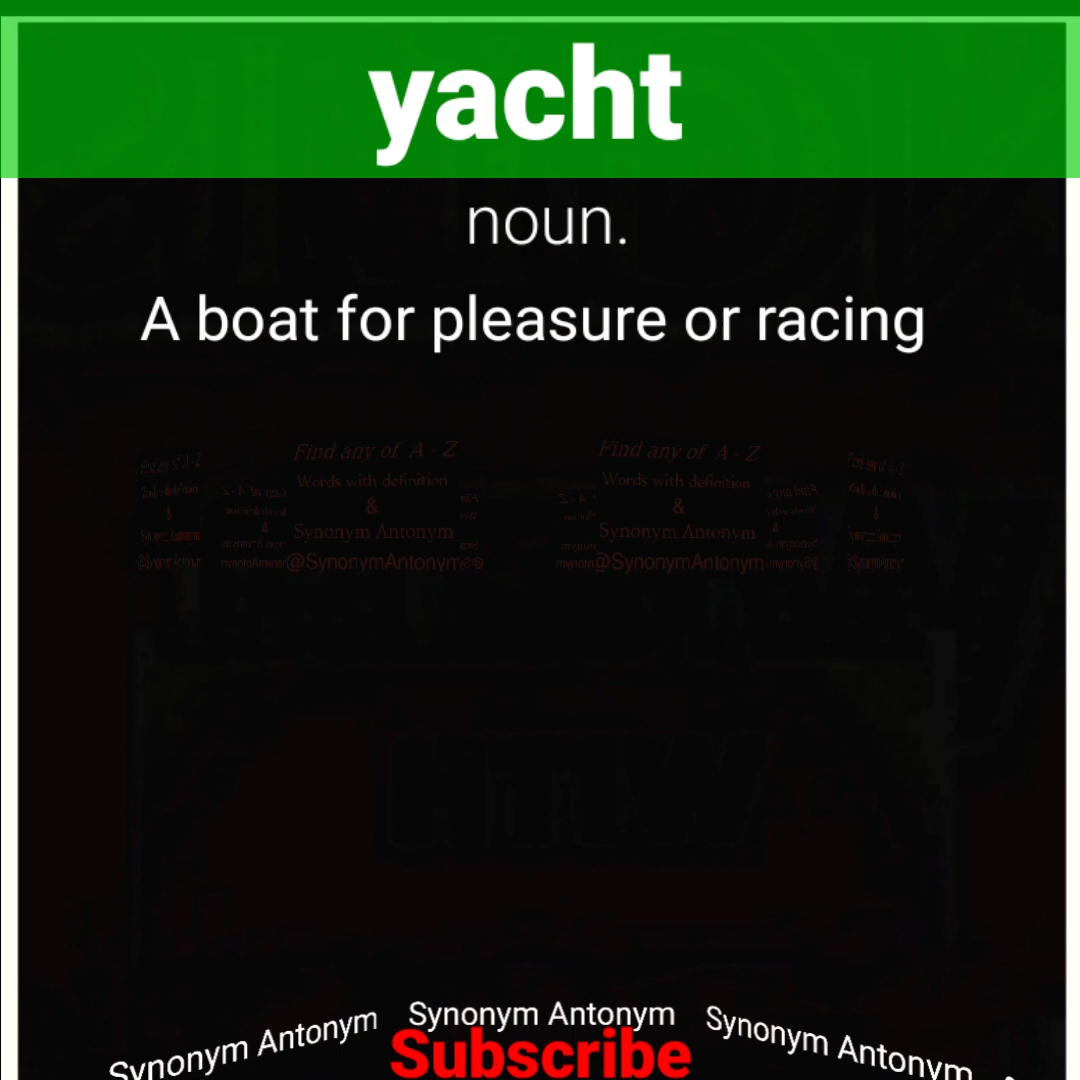 yacht
noun.
A boat for pleasure or racing
Find any of A - Z
Words with definition
&
Synonym Antonym
@SynonymAntonym
Find any of A - Z
Words with definition
&
Synonym Antonym
@SynonymAntonym
Synonym Antonym Synonym Antonym Synonym Antonym
Subscribe